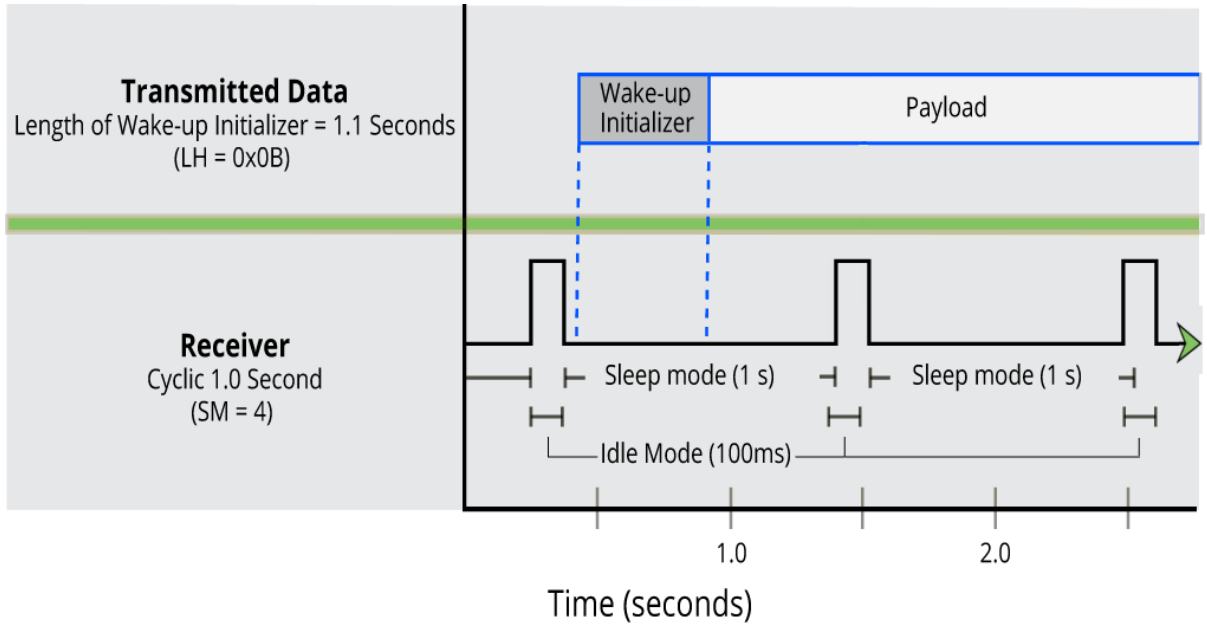 Transmitted Data
Length of Wake-up Initializer = 1.1 Seconds
(LH = 0x0B)
Wake-up
Initializer
Payload
Receiver
Cyclic 1.0 Second
(SM = 4)
Sleep mode (1 s)
Sleep mode (1 s)
Idle Mode (100ms)
1.0
2.0
Time (seconds)